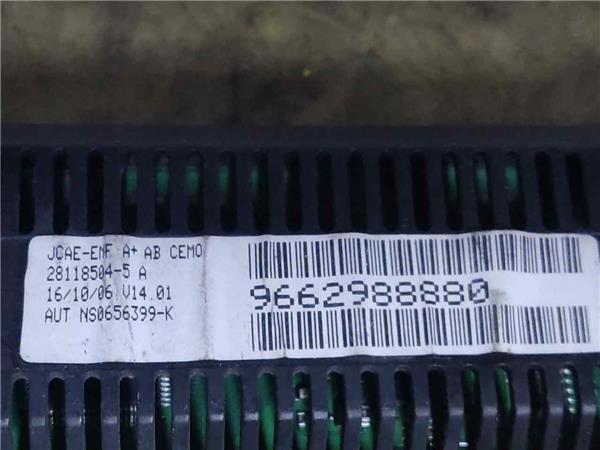 JCAE-ENF A+ AB CEMO
28118504-5 A
16/10/06 V14.01
AUT NS0656399-K
9662988880